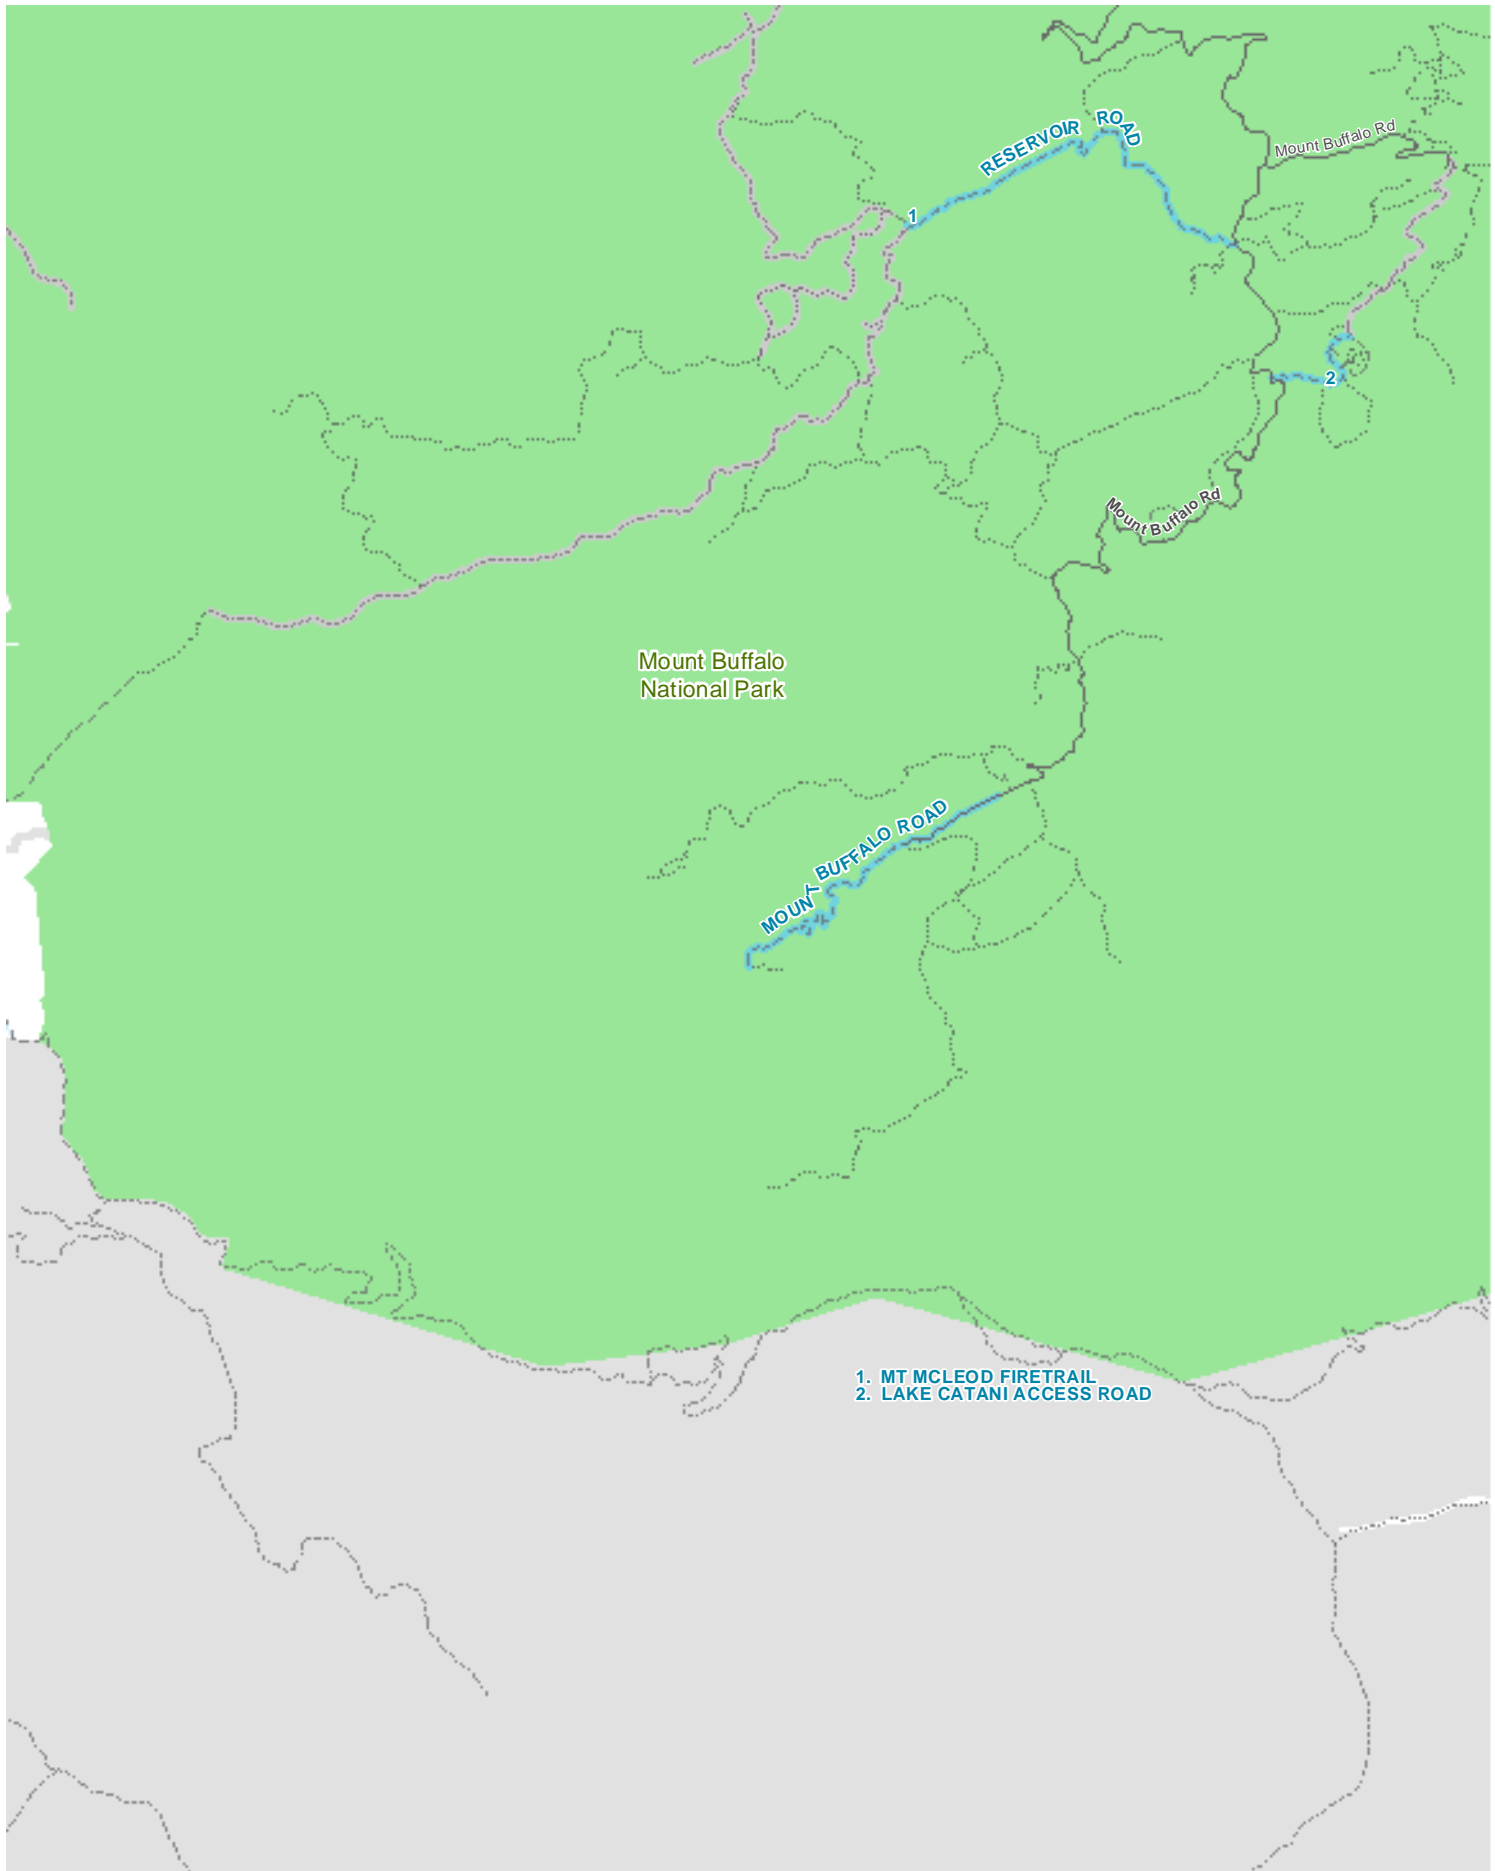 RESERVOIR ROAD
Mount Buffalo Rd
1
2
Mount Buffalo Rd
Mount Buffalo
National Park
MOUNT BUFFALO ROAD
1. MT MCLEOD FIRETRAIL
2. LAKE CATANI ACCESS ROAD